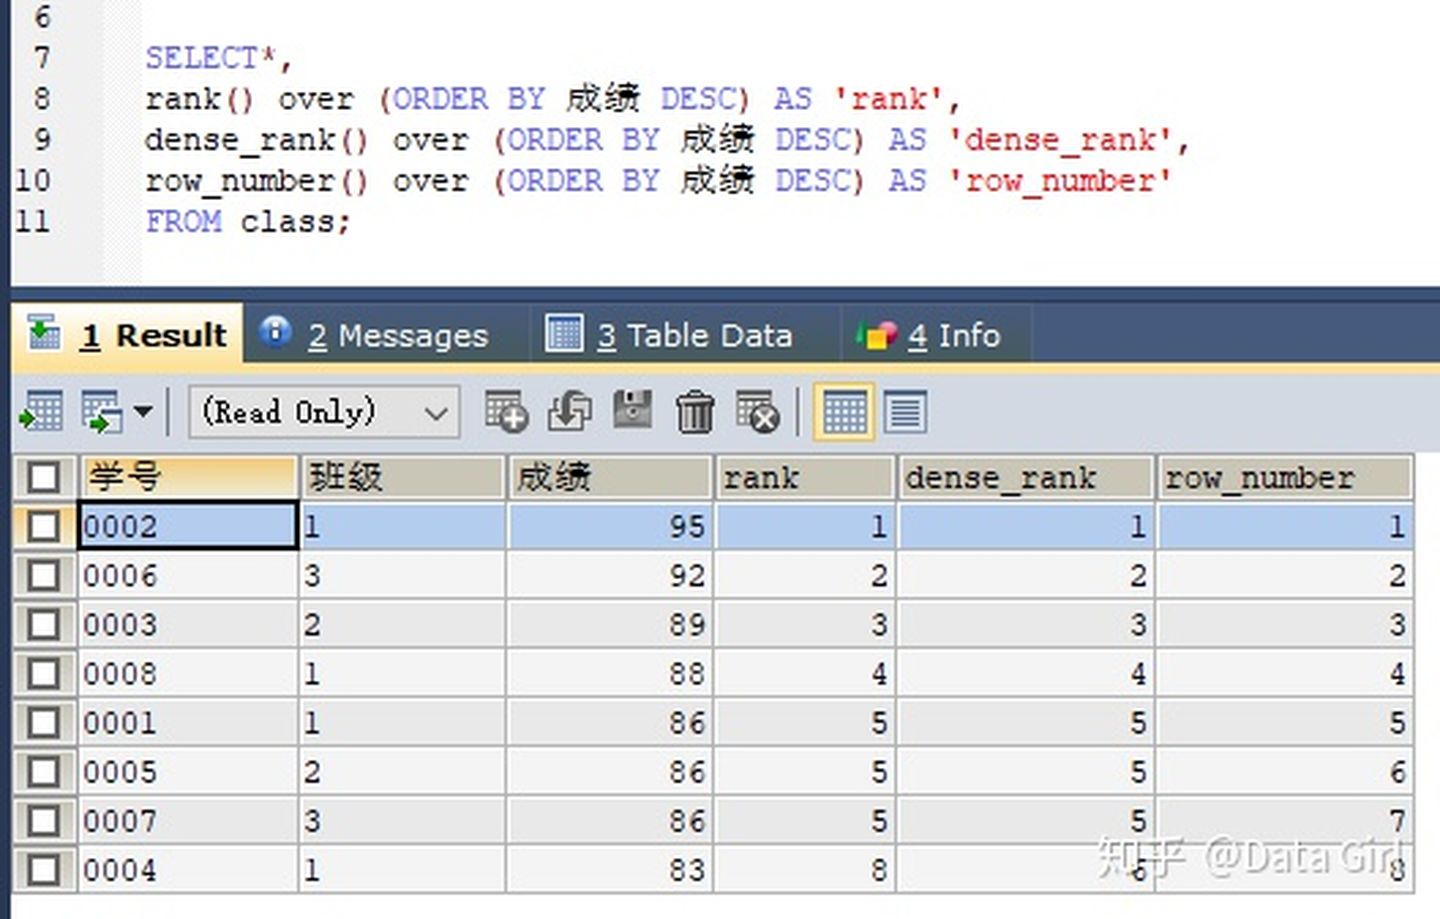 6
7 SELECT*,
8 rank() over (ORDER BY 成绩 DESC) AS 'rank',
9 dense_rank() over (ORDER BY 成绩 DESC) AS 'dense_rank',
10 row_number() over (ORDER BY 成绩 DESC) AS 'row_number'
11 FROM class;
1 Result 2 Messages 3 Table Data 4 Info
(Read Only)
学号 班级 成绩 rank dense_rank row_number
0002 1 95 1 1 1
0006 3 92 2 2 2
0003 2 89 3 3 3
0008 1 88 4 4 4
0001 1 86 5 5 5
0005 2 86 5 5 6
0007 3 86 5 5 7
0004 1 83 8 6 8
知乎 @Data Girl